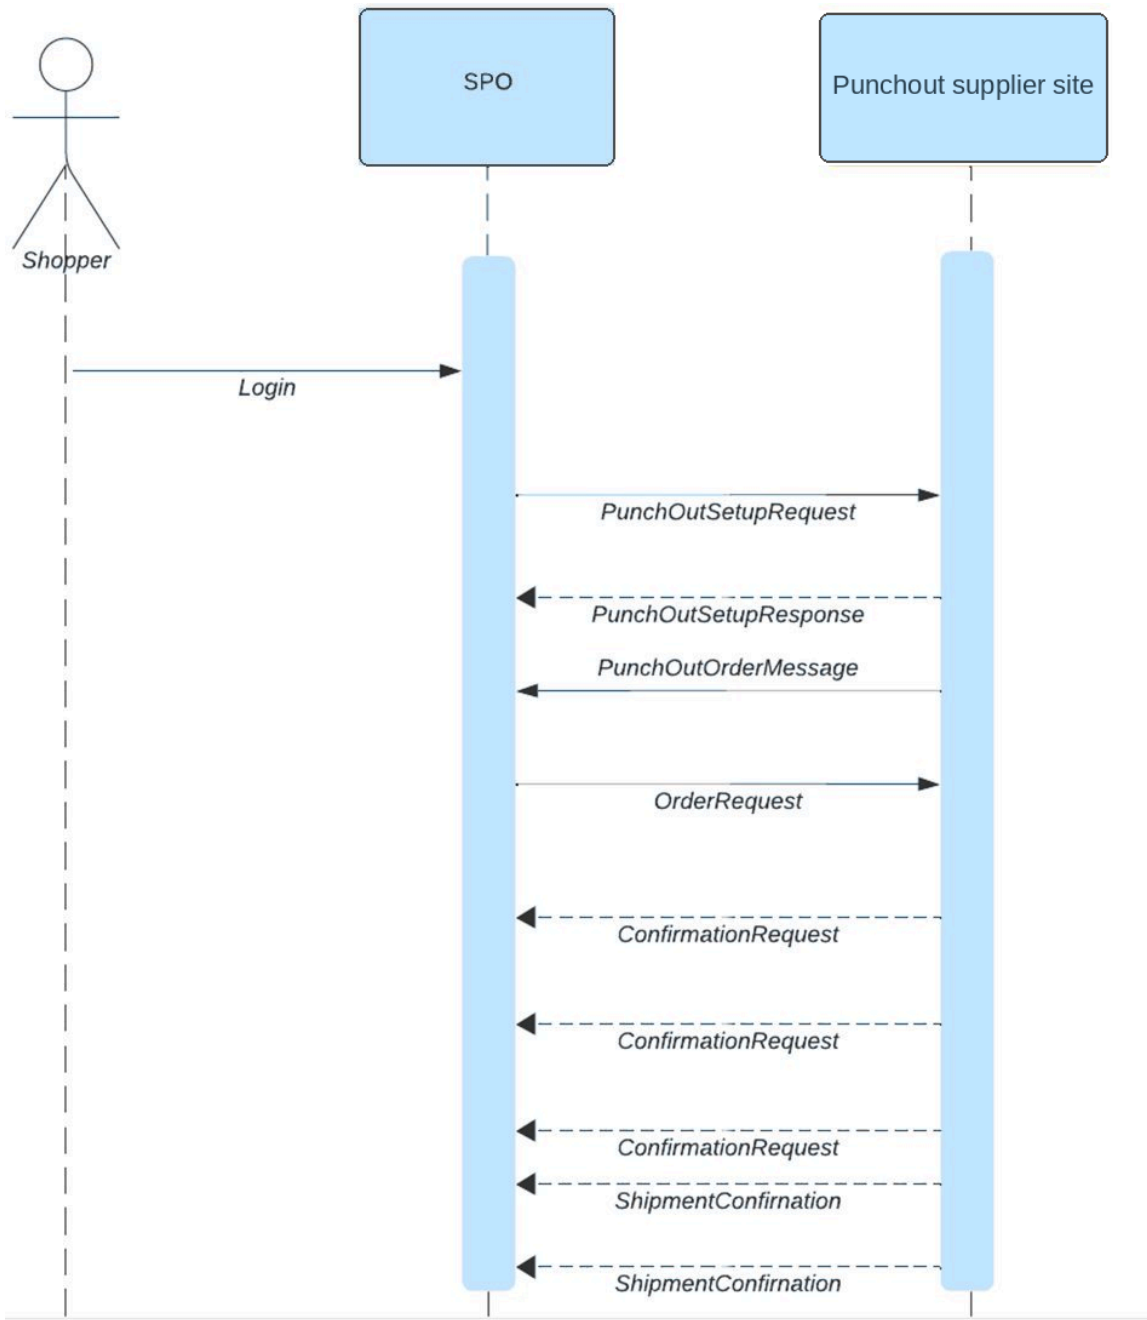 SPO
Punchout supplier site
Shopper
Login
PunchOutSetupRequest
PunchOutSetupResponse
PunchOutOrderMessage
OrderRequest
ConfirmationRequest
ConfirmationRequest
ConfirmationRequest
ShipmentConfirnation
ShipmentConfirnation